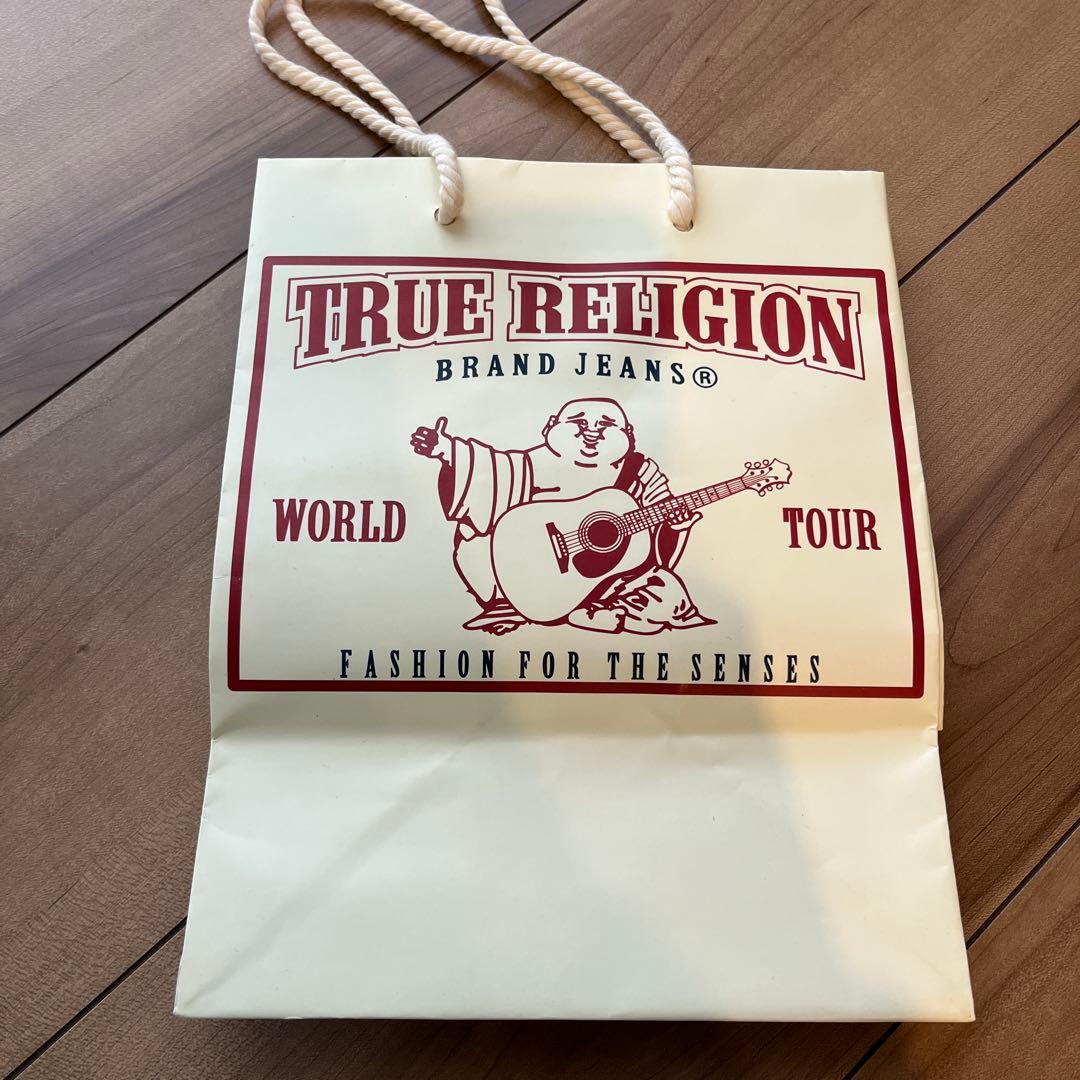 TRUE RELIGION
BRAND JEANS®
WORLD TOUR
FASHION FOR THE SENSES